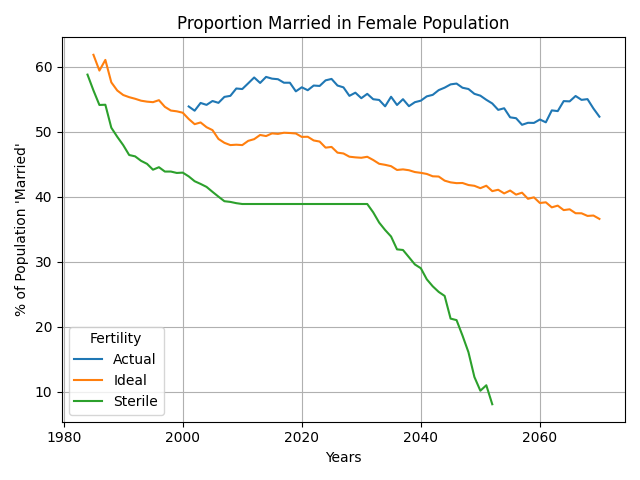 Proportion Married in Female Population
% of Population 'Married'
60
50
40
30
20
10
Fertility
Actual
Ideal
Sterile
1980
2000
2020
2040
2060
Years